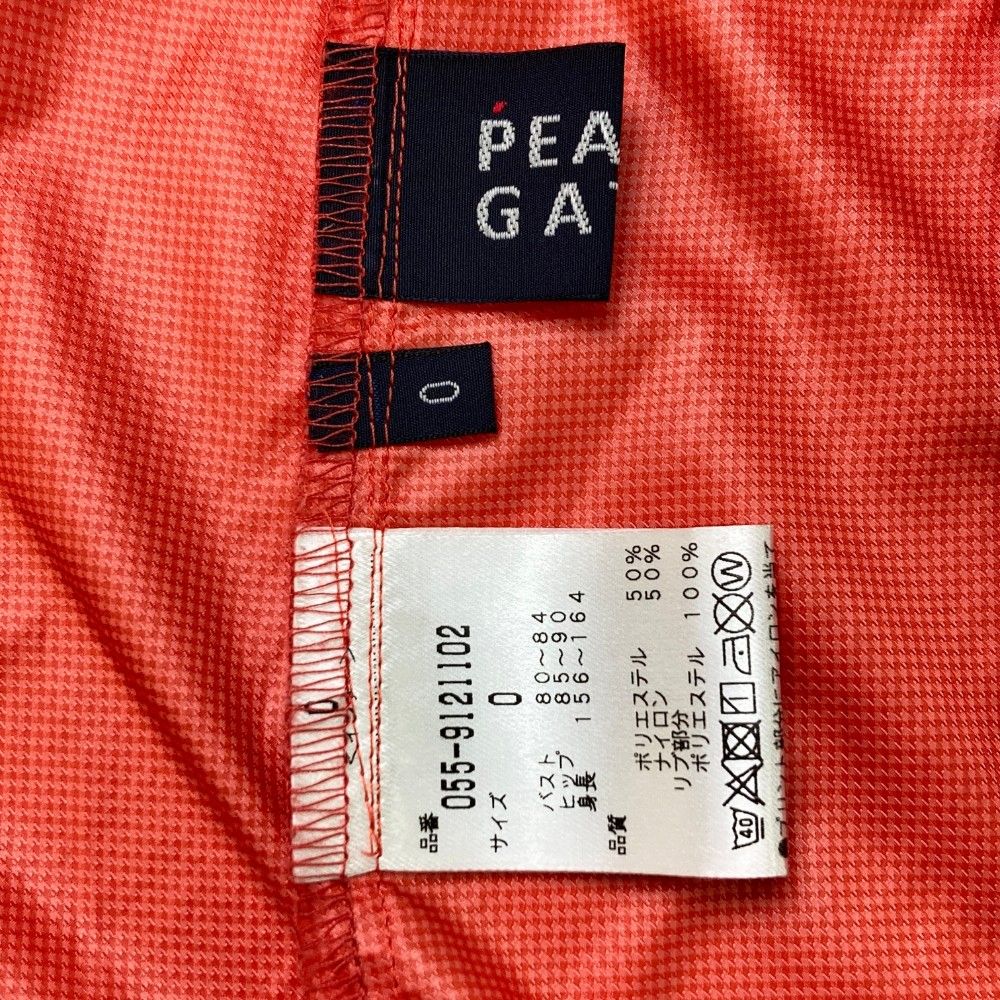 PEA
GA
0
品番
055-9121102
サイズ 0
バスト 80~84
ヒップ 85~90
身長 156~164
品質
ポリエステル 50%
ナイロン 50%
リブ部分
ポリエステル 100%
40
W